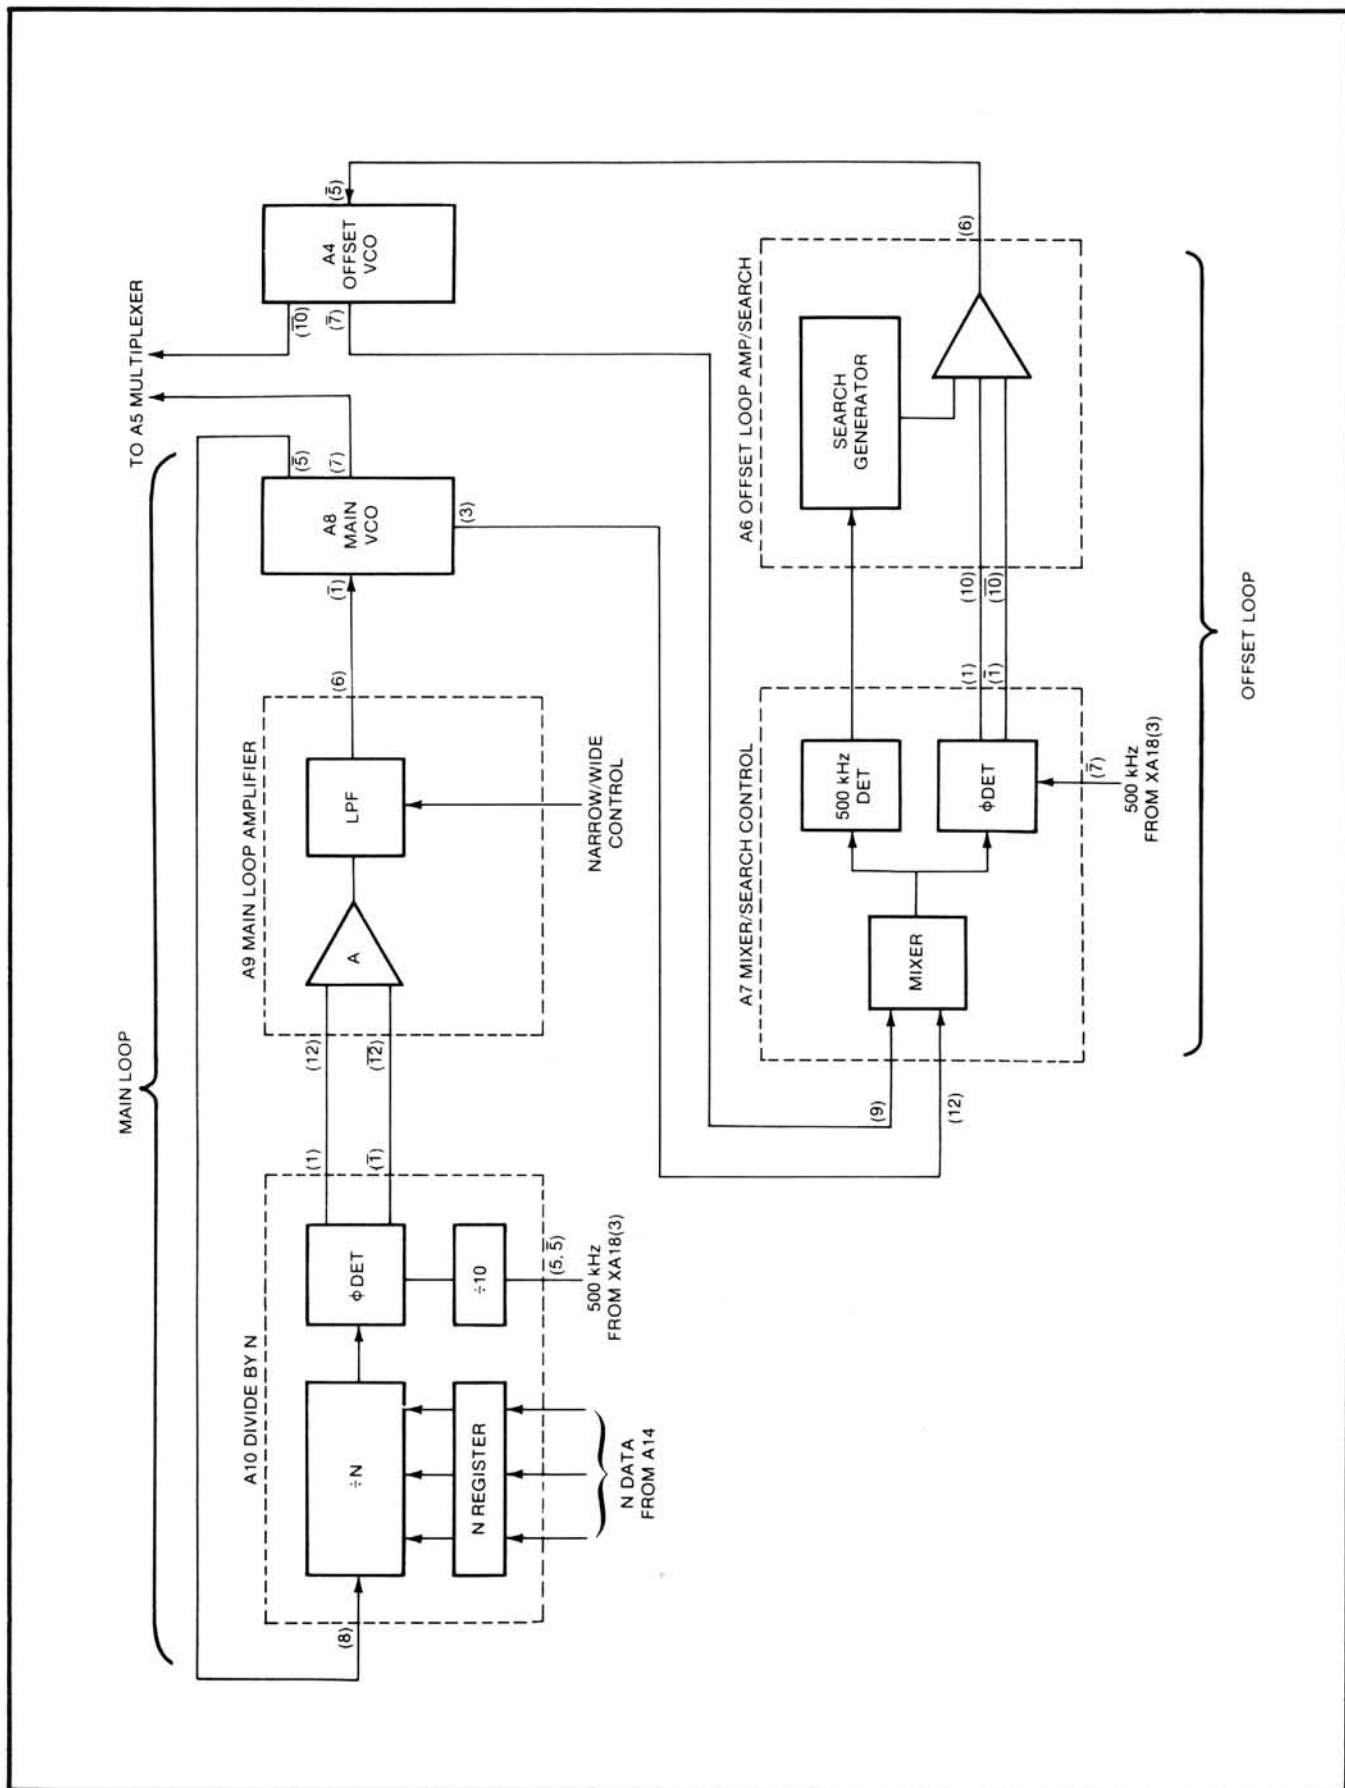 MAIN LOOP
TO A5 MULTIPLEXER
A10 DIVIDE BY N
(8)
÷N
N REGISTER
N DATA
FROM A14
ϕ DET
÷10
(1)
(1̅)
(5, 5̅)
500 kHz
FROM XA18(3)
A9 MAIN LOOP AMPLIFIER
(12)
(1̅2̅)
A
LPF
(6)
NARROW/WIDE
CONTROL
(1̅)
A8
MAIN
VCO
(5̅)
(7̅)
(3)
A4
OFFSET
VCO
(1̅0̅)
(7̅)
(5̅)
A7 MIXER/SEARCH CONTROL
(9)
(12)
MIXER
500 kHz
DET
ϕ DET
(1)
(1̅)
(7̅)
500 kHz
FROM XA18(3)
A6 OFFSET LOOP AMP/SEARCH
(10)
(1̅0̅)
SEARCH
GENERATOR
(6)
OFFSET LOOP